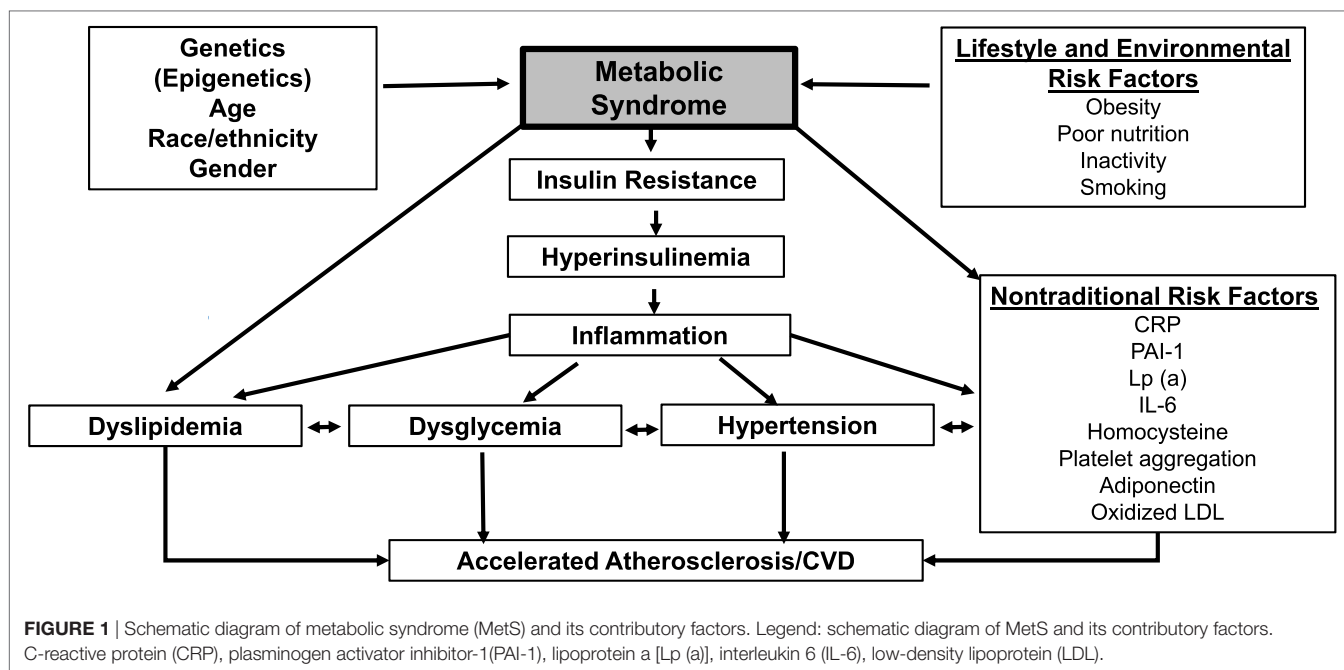 Genetics
(Epigenetics)
Age
Race/ethnicity
Gender
Metabolic
Syndrome
Lifestyle and Environmental
Risk Factors
Obesity
Poor nutrition
Inactivity
Smoking
Insulin Resistance
Hyperinsulinemia
Inflammation
Nontraditional Risk Factors
CRP
PAI-1
Lp (a)
IL-6
Homocysteine
Platelet aggregation
Adiponectin
Oxidized LDL
Dyslipidemia
Dysglycemia
Hypertension
Accelerated Atherosclerosis/CVD
FIGURE 1 | Schematic diagram of metabolic syndrome (MetS) and its contributory factors. Legend: schematic diagram of MetS and its contributory factors.
C-reactive protein (CRP), plasminogen activator inhibitor-1(PAI-1), lipoprotein a [Lp (a)], interleukin 6 (IL-6), low-density lipoprotein (LDL).